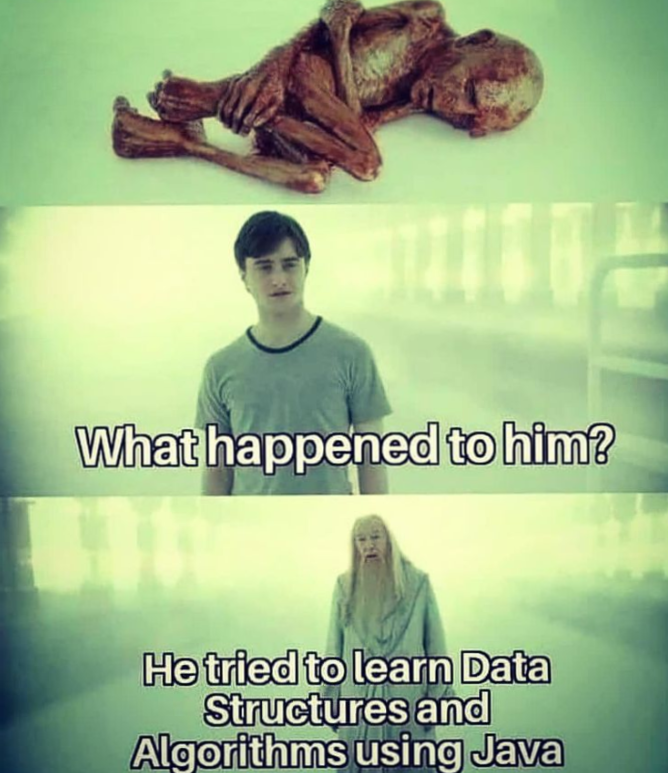 What happened to him?
He tried to learn Data
Structures and
Algorithms using Java